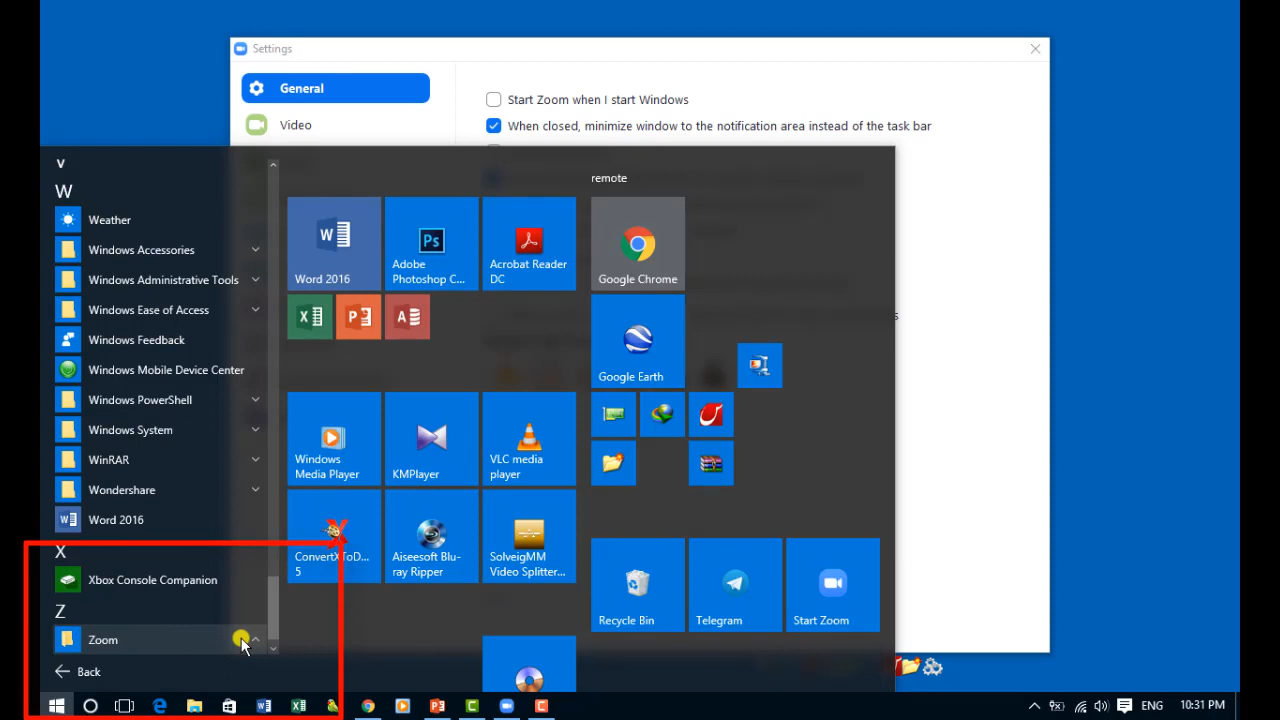 Settings
General
Start Zoom when I start Windows
Video
When closed, minimize window to the notification area instead of the task bar
V
W
Weather
Windows Accessories
Windows Administrative Tools
Windows Ease of Access
Windows Feedback
Windows Mobile Device Center
Windows PowerShell
Windows System
WinRAR
Wondershare
Word 2016
X
Xbox Console Companion
Z
Zoom
Back
remote
Word 2016
Adobe
Photoshop C...
Acrobat Reader
DC
Google Chrome
Google Earth
Windows
Media Player
KMPlayer
VLC media
player
ConvertXToD...
5
Aiseesoft Blu-
ray Ripper
SolveigMM
Video Splitter...
Recycle Bin
Telegram
Start Zoom
ENG
10:31 PM